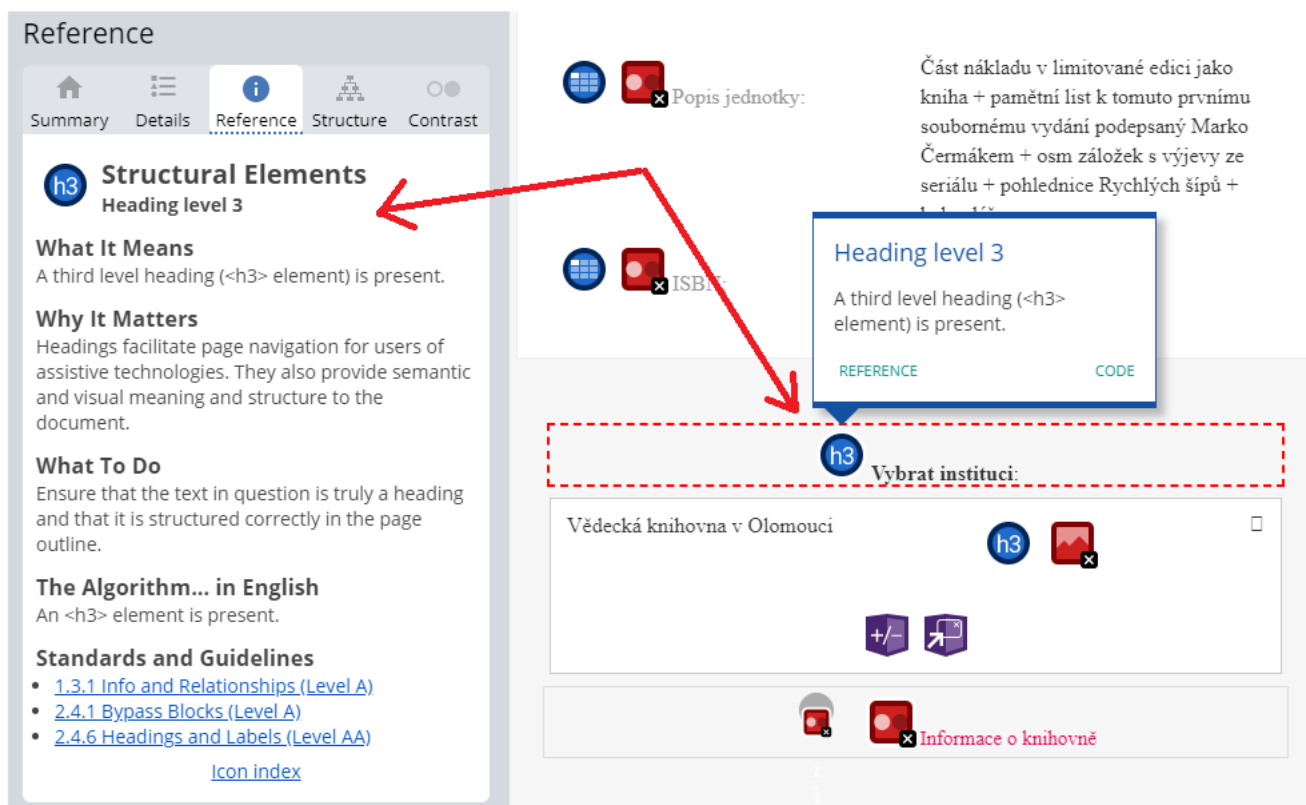 Reference
Summary Details Reference Structure Contrast
h3 Structural Elements
Heading level 3
What It Means
A third level heading (<h3> element) is present.
Why It Matters
Headings facilitate page navigation for users of
assistive technologies. They also provide semantic
and visual meaning and structure to the
document.
What To Do
Ensure that the text in question is truly a heading
and that it is structured correctly in the page
outline.
The Algorithm... in English
An <h3> element is present.
Standards and Guidelines
1.3.1 Info and Relationships (Level A)
2.4.1 Bypass Blocks (Level A)
2.4.6 Headings and Labels (Level AA)
Icon index
Popis jednotky:
Část nákladu v limitované edici jako
kniha + pamětní list k tomuto prvnímu
soubornému vydání podepsaný Marko
Čermákem + osm záložek s výjevy ze
seriálu + pohlednice Rychlých šípů +
ISBN:
Heading level 3
A third level heading (<h3>
element) is present.
REFERENCE CODE
h3 Vybrat instituci:
Vědecká knihovna v Olomouci
h3
+/-
Informace o knihovně